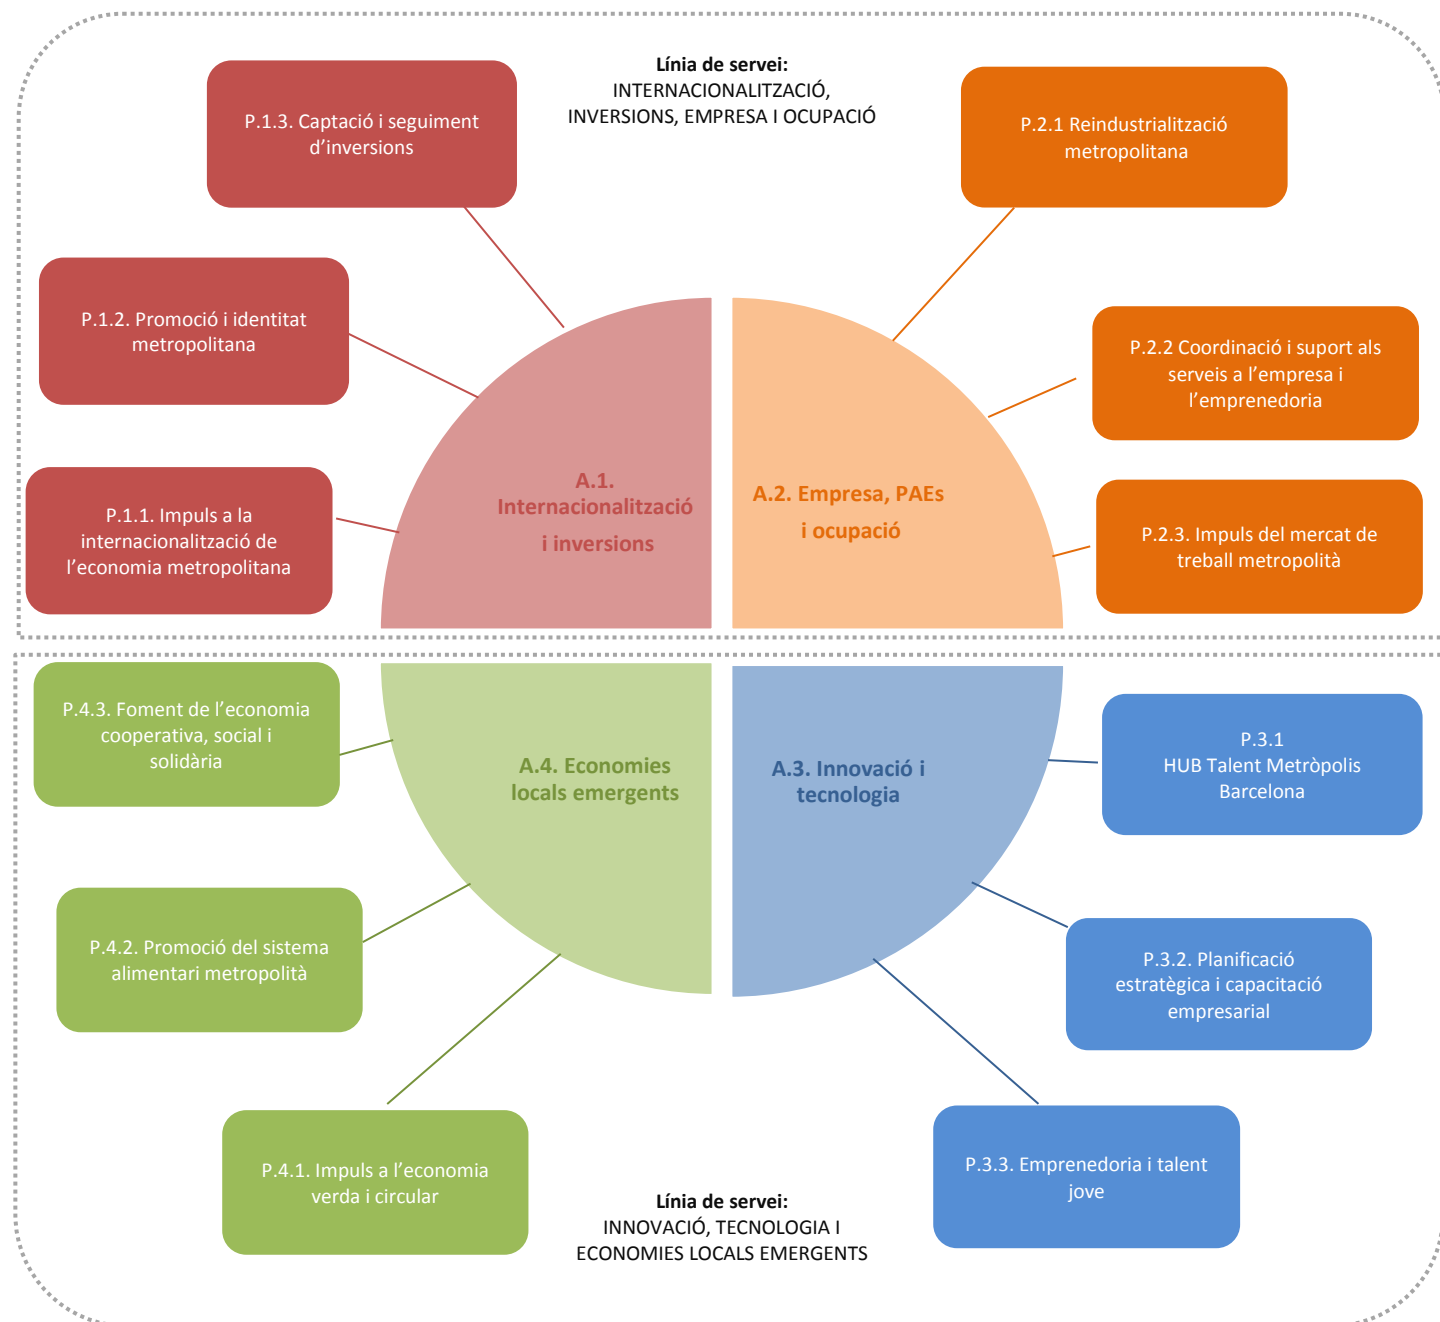 Línia de servei:
INTERNACIONALITZACIÓ,
INVERSIONS, EMPRESA I OCUPACIÓ
P.1.3. Captació i seguiment
d’inversions
P.2.1 Reindustrialització
metropolitana
P.1.2. Promoció i identitat
metropolitana
P.2.2 Coordinació i suport als
serveis a l’empresa i
l’emprenedoria
P.1.1. Impuls a la
internacionalització de
l’economia metropolitana
A.1.
Internacionalització
i inversions
A.2. Empresa, PAEs
i ocupació
P.2.3. Impuls del mercat de
treball metropolità
P.4.3. Foment de l’economia
cooperativa, social i
solidària
A.4. Economies
locals emergents
A.3. Innovació i
tecnologia
P.3.1
HUB Talent Metròpolis
Barcelona
P.4.2. Promoció del sistema
alimentari metropolità
P.3.2. Planificació
estratègica i capacitació
empresarial
P.4.1. Impuls a l’economia
verda i circular
P.3.3. Emprenedoria i talent
jove
Línia de servei:
INNOVACIÓ, TECNOLOGIA I
ECONOMIES LOCALS EMERGENTS